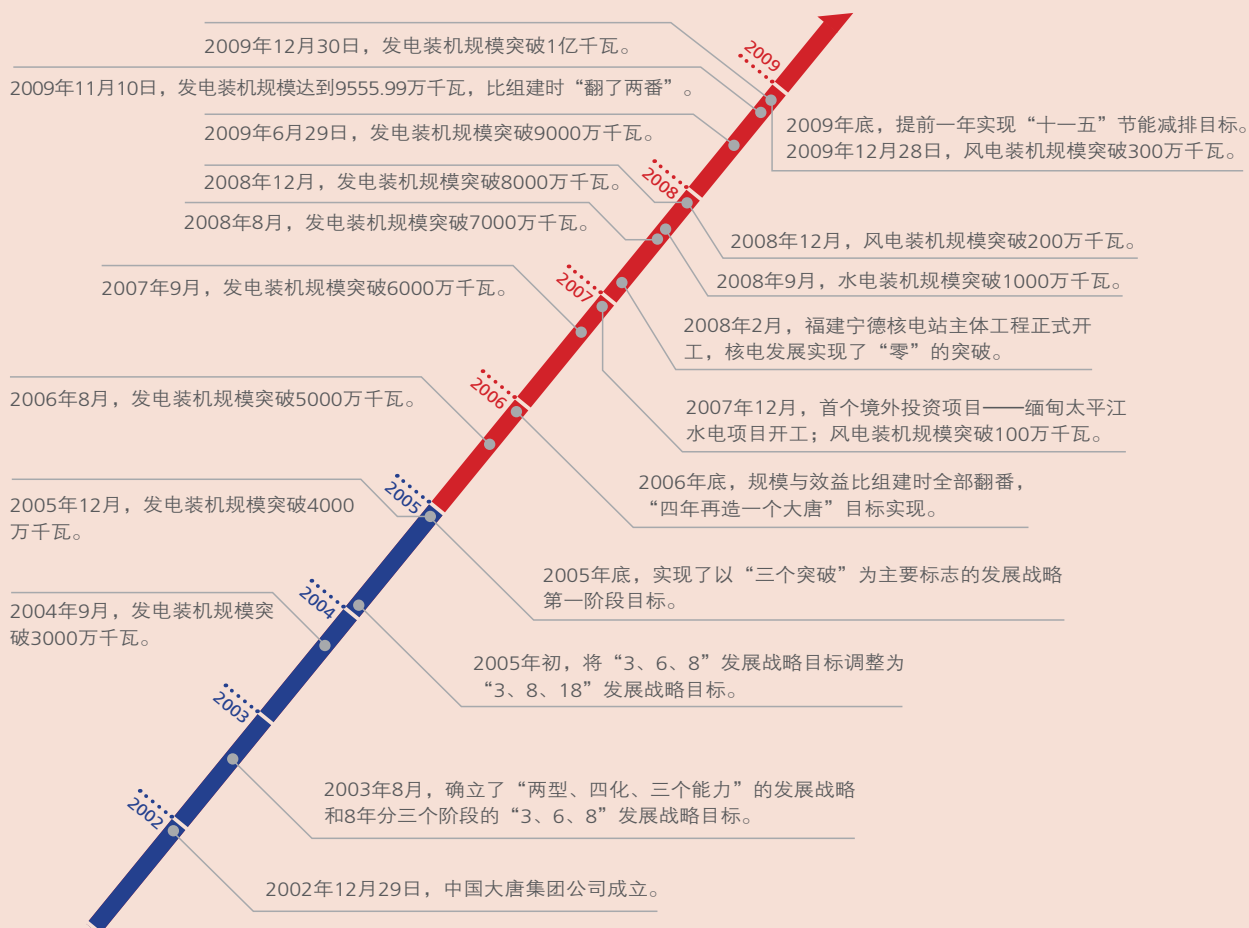 2009年12月30日，发电装机规模突破1亿千瓦。
2009年11月10日，发电装机规模达到9555.99万千瓦，比组建时“翻了两番”。
2009年6月29日，发电装机规模突破9000万千瓦。
2008年12月，发电装机规模突破8000万千瓦。
2008年8月，发电装机规模突破7000万千瓦。
2007年9月，发电装机规模突破6000万千瓦。
2006年8月，发电装机规模突破5000万千瓦。
2005年12月，发电装机规模突破4000
万千瓦。
2004年9月，发电装机规模突
破3000万千瓦。
2009
2008
2007
2006
2005
2004
2003
2002
2009年底，提前一年实现“十一五”节能减排目标。
2009年12月28日，风电装机规模突破300万千瓦。
2008年12月，风电装机规模突破200万千瓦。
2008年9月，水电装机规模突破1000万千瓦。
2008年2月，福建宁德核电站主体工程正式开
工，核电发展实现了“零”的突破。
2007年12月，首个境外投资项目——缅甸太平江
水电项目开工；风电装机规模突破100万千瓦。
2006年底，规模与效益比组建时全部翻番，
“四年再造一个大唐”目标实现。
2005年底，实现了以“三个突破”为主要标志的发展战略
第一阶段目标。
2005年初，将“3、6、8”发展战略目标调整为
“3、8、18”发展战略目标。
2003年8月，确立了“两型、四化、三个能力”的发展战略
和8年分三个阶段的“3、6、8”发展战略目标。
2002年12月29日，中国大唐集团公司成立。